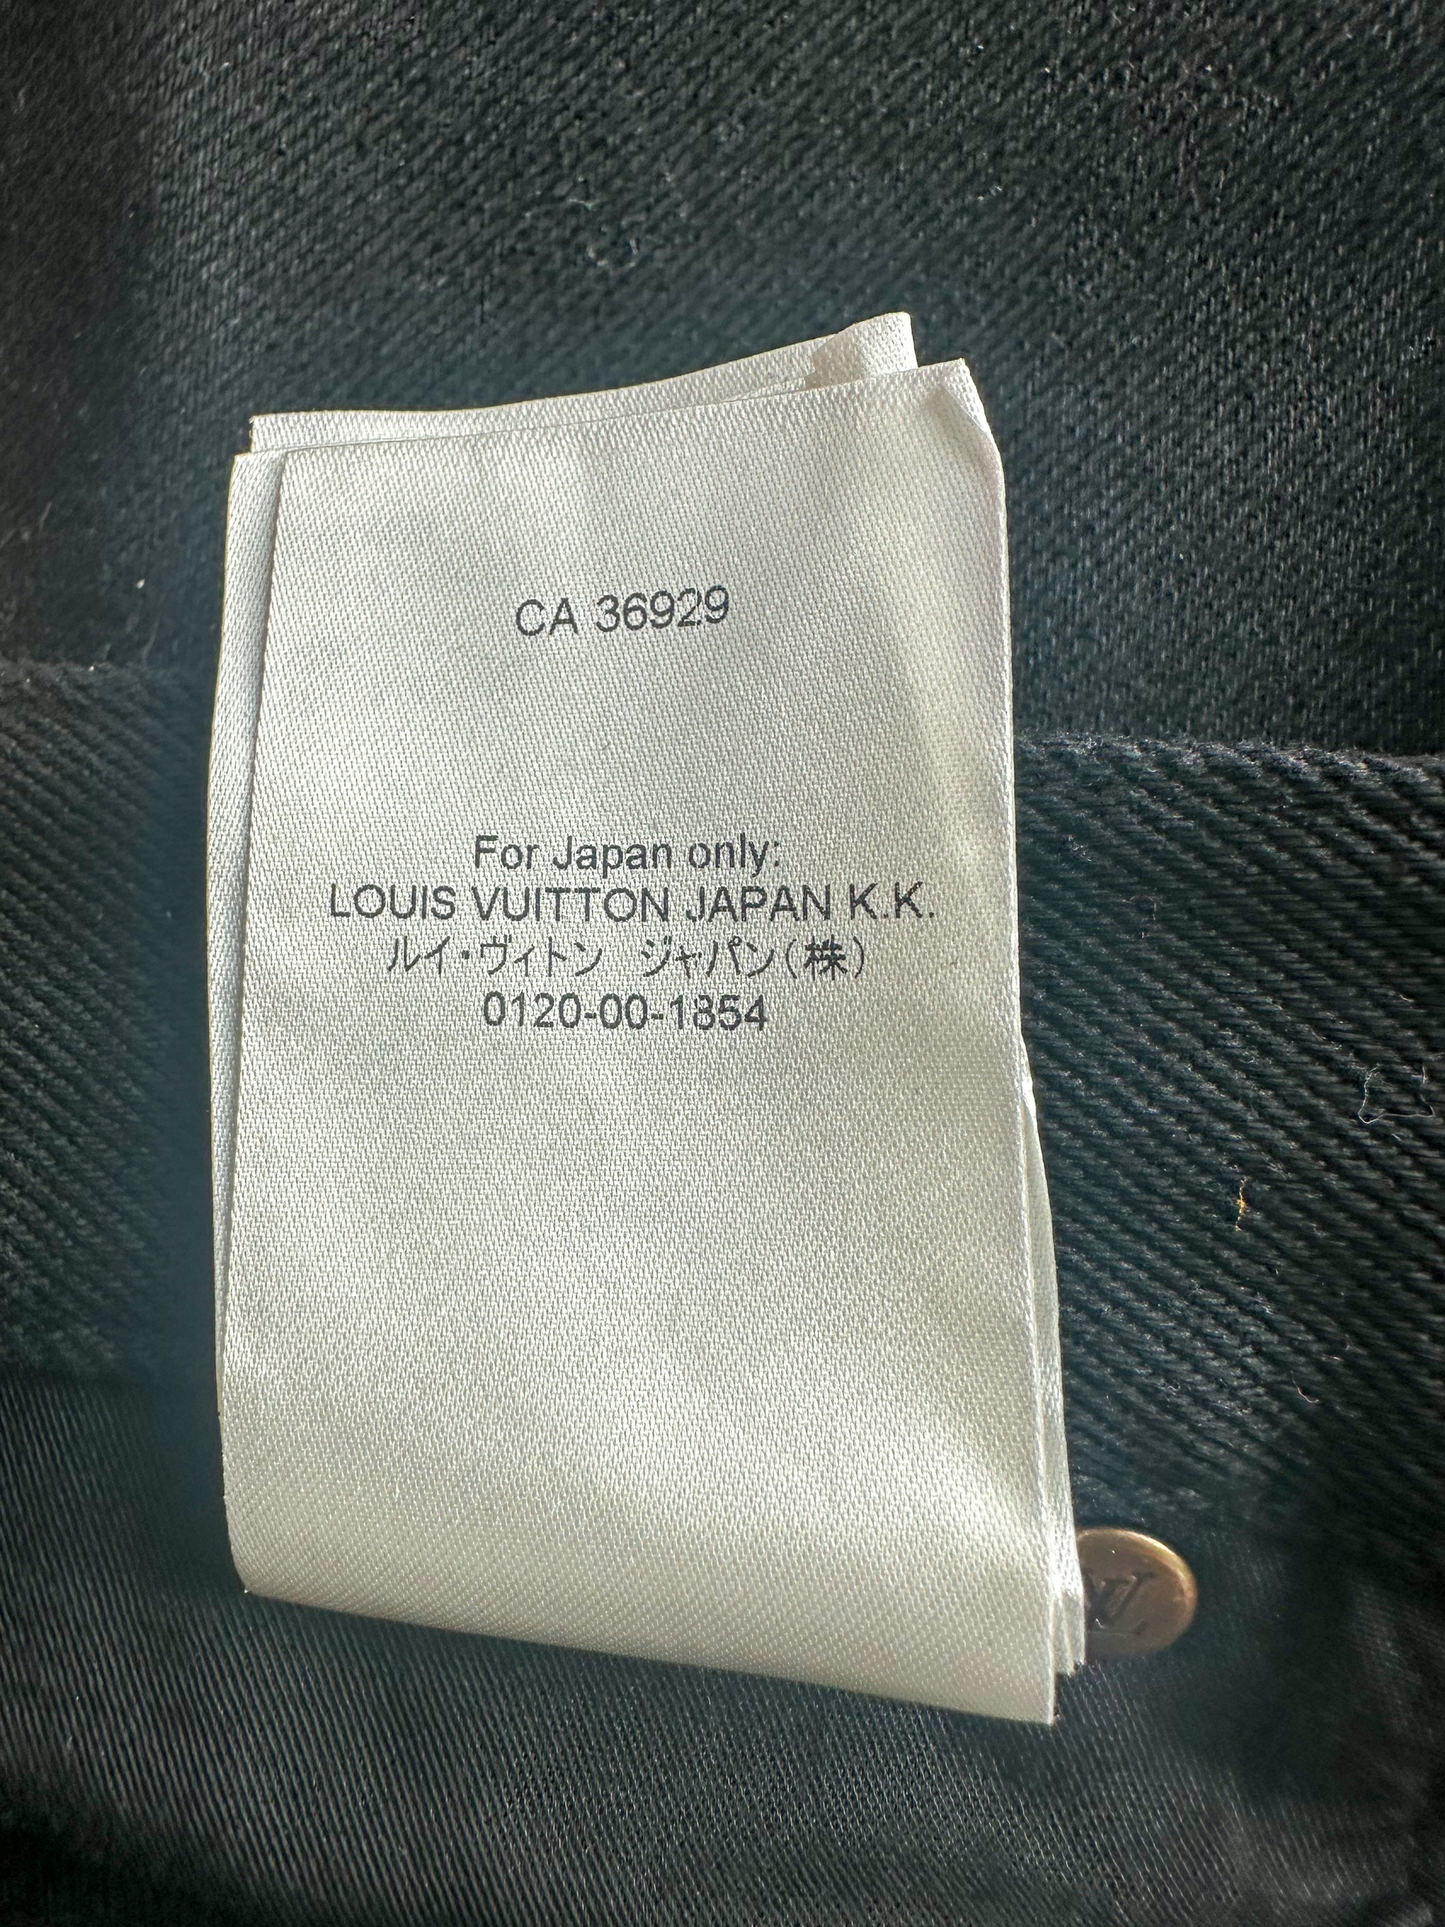 CA 36929
For Japan only:
LOUIS VUITTON JAPAN K.K.
ルイ・ヴィトン　ジャパン(株)
0120-00-1854
LV